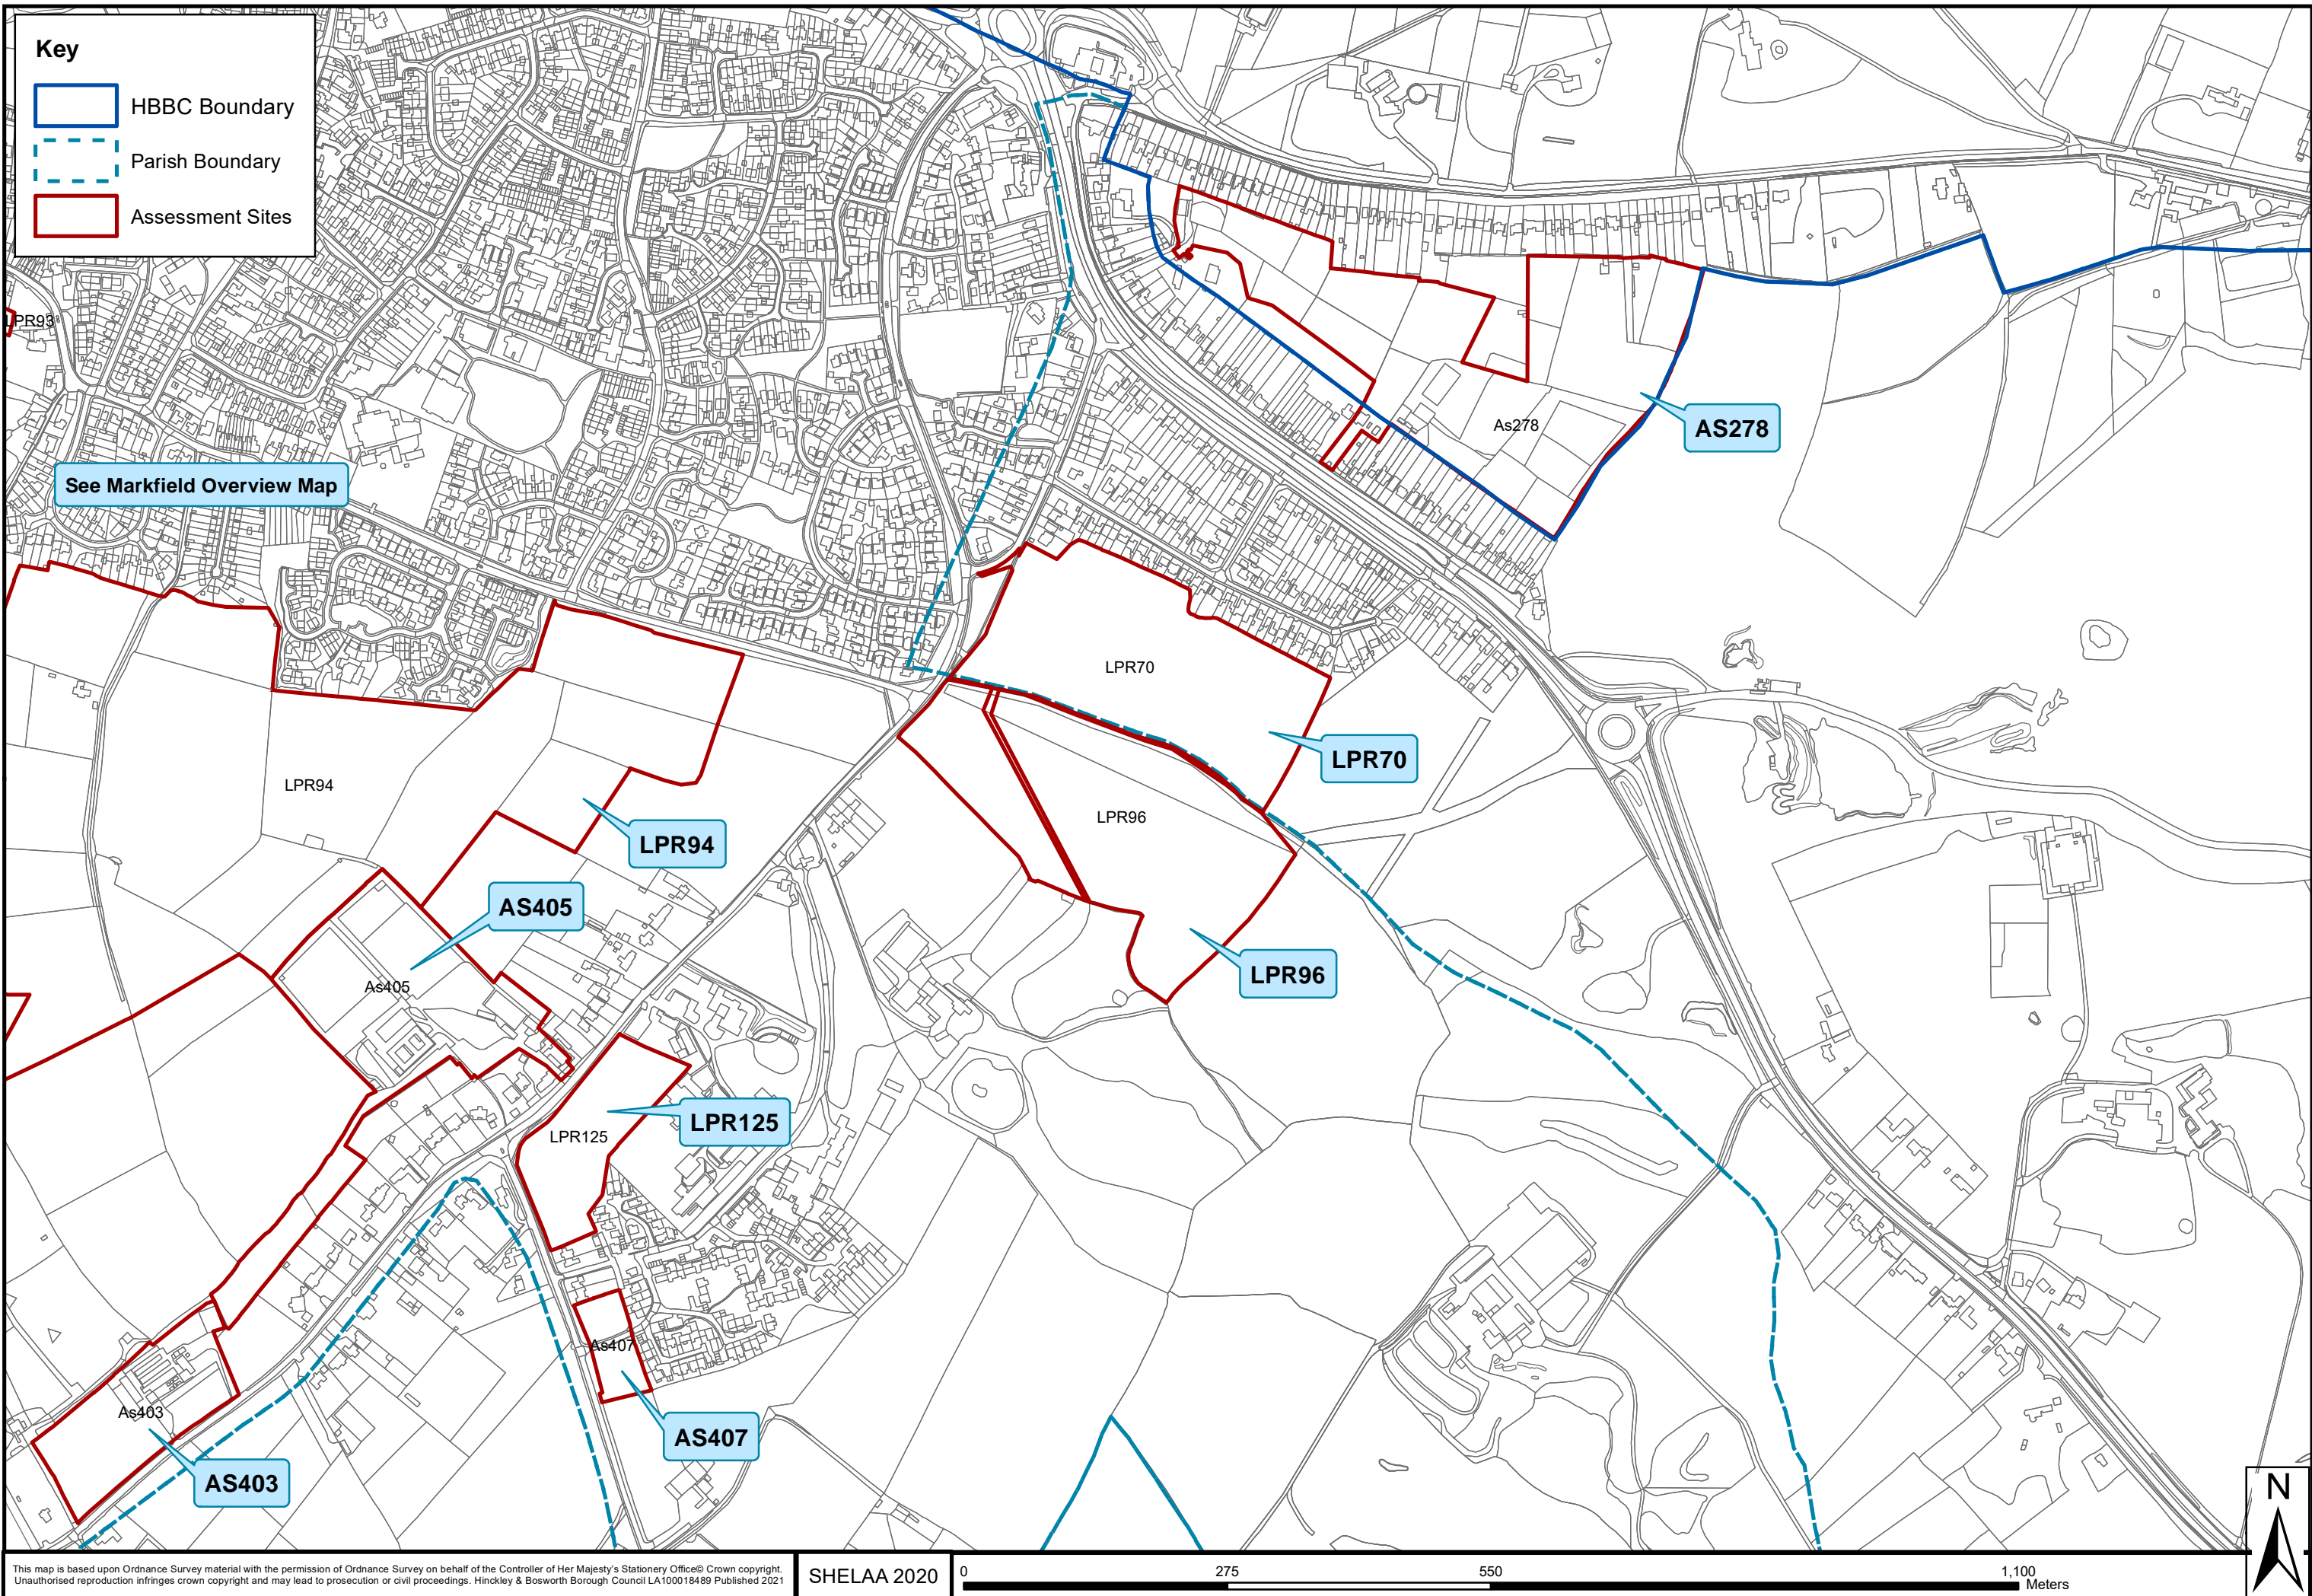 Key
HBBC Boundary
Parish Boundary
Assessment Sites
LPR93
As278
AS278
See Markfield Overview Map
LPR70
LPR70
LPR94
LPR96
LPR94
AS405
LPR96
As405
LPR125
LPR125
As407
As403
AS407
AS403
N
This map is based upon Ordnance Survey material with the permission of Ordnance Survey on behalf of the Controller of Her Majesty's Stationery Office© Crown copyright.
Unauthorised reproduction infringes crown copyright and may lead to prosecution or civil proceedings. Hinckley & Bosworth Borough Council LA100018489 Published 2021
SHELAA 2020
0 275 550 1,100
Meters